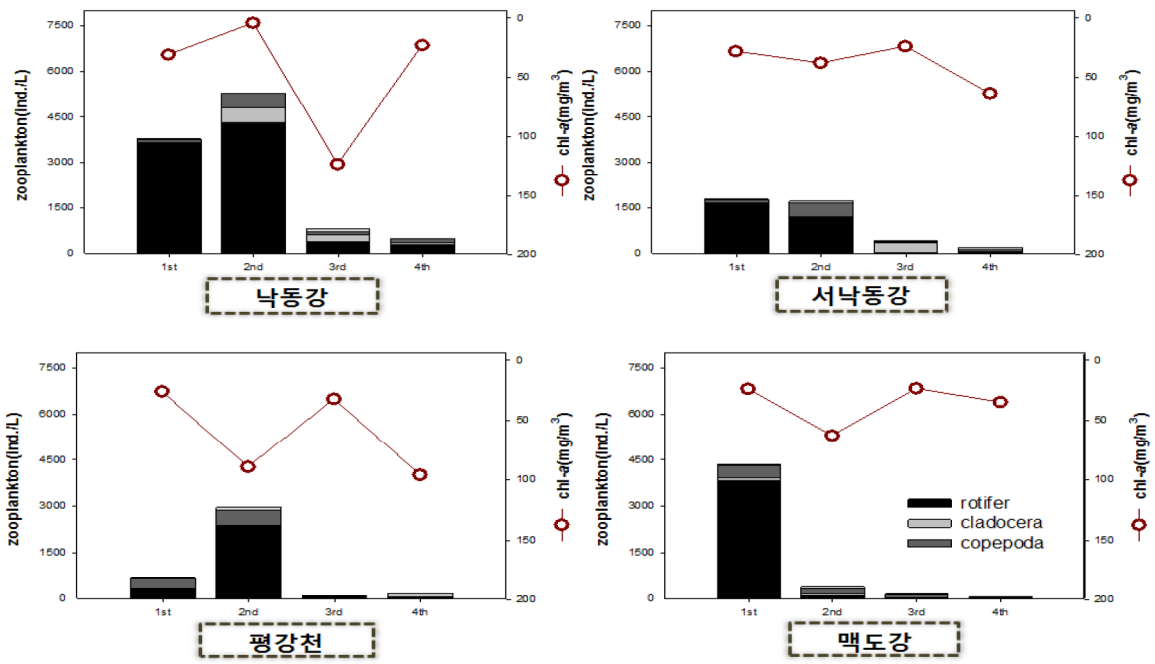 7500
6000
4500
3000
1500
0
zooplankton(Ind./L)
0
50
100
150
200
chl-a(mg/m³)
1st 2nd 3rd 4th
낙동강
7500
6000
4500
3000
1500
0
zooplankton(Ind./L)
0
50
100
150
200
chl-a(mg/m³)
1st 2nd 3rd 4th
서낙동강
7500
6000
4500
3000
1500
0
zooplankton(Ind./L)
0
50
100
150
200
chl-a(mg/m³)
1st 2nd 3rd 4th
평강천
7500
6000
4500
3000
1500
0
zooplankton(Ind./L)
rotifer
cladocera
copepoda
0
50
100
150
200
chl-a(mg/m³)
1st 2nd 3rd 4th
맥도강